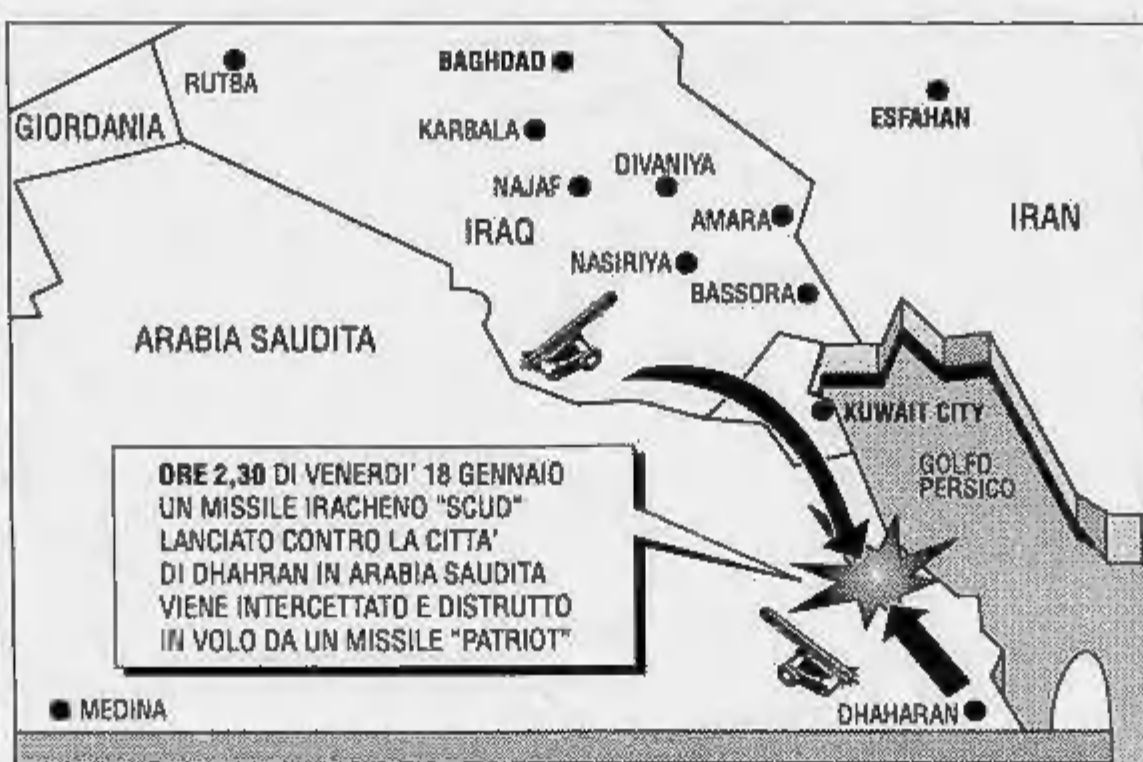 RUTBA
BAGHDAD
ESFAHAN
GIORDANIA
KARBALA
DIVANIYA
NAJAF
AMARA
IRAN
IRAQ
NASIRIYA
BASSORA
ARABIA SAUDITA
KUWAIT CITY
GOLFO
PERSICO
ORE 2,30 DI VENERDI' 18 GENNAIO
UN MISSILE IRACHENO "SCUD"
LANCIATO CONTRO LA CITTA'
DI DHAHRAN IN ARABIA SAUDITA
VIENE INTERCETTATO E DISTRUTTO
IN VOLO DA UN MISSILE "PATRIOT"
MEDINA
DHAHARAN